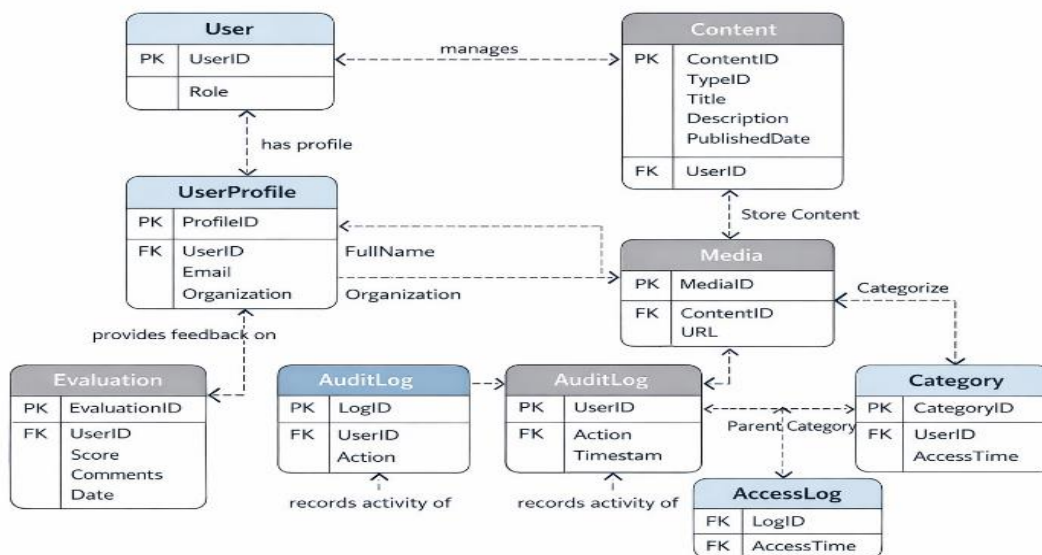 User
PK UserID
Role
manages
Content
PK ContentID
TypeID
Title
Description
PublishedDate
FK UserID
has profile
UserProfile
PK ProfileID
FK UserID
Email
Organization
FullName
Organization
Store Content
Media
PK MediaID
FK ContentID
URL
Categorize
provides feedback on
Evaluation
PK EvaluationID
FK UserID
Score
Comments
Date
AuditLog
PK LogID
FK UserID
Action
records activity of
AuditLog
PK UserID
FK Action
Timestam
records activity of
Parent Category
Category
PK CategoryID
FK UserID
AccessTime
AccessLog
FK LogID
FK AccessTime